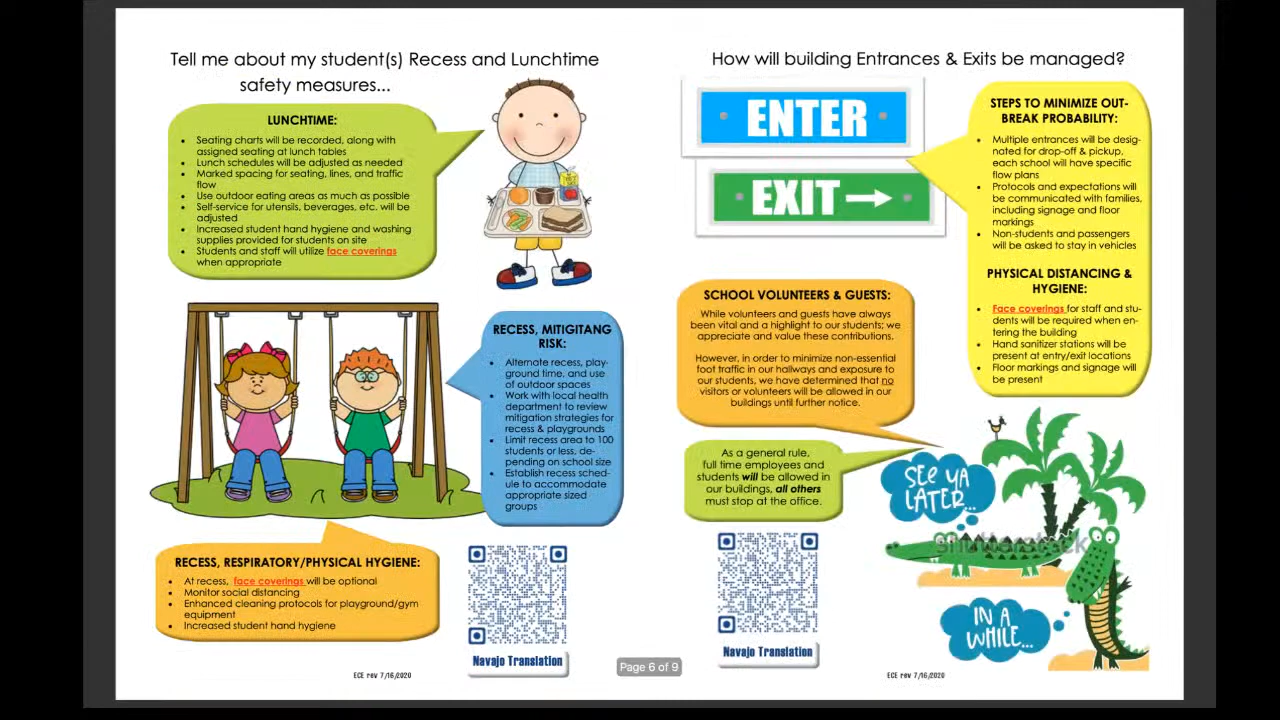 Tell me about my student(s) Recess and Lunchtime
safety measures...
LUNCHTIME:
• Seating charts will be recorded, along with
assigned seating at lunch tables
• Lunch schedules will be adjusted as needed
• Marked spacing for seating, lines, and traffic
flow
• Use outdoor eating areas as much as possible
• Self-service for utensils, beverages, etc. will be
adjusted
• Increased student hand hygiene and washing
supplies provided for students on site
• Students and staff will utilize face coverings
when appropriate
RECESS, MITIGITANG
RISK:
• Alternate recess, play-
ground time, and use
of outdoor spaces
• Work with local health
department to review
mitigation strategies for
recess & playgrounds
• Limit recess area to 100
students or less, de-
pending on school size
• Establish recess sched-
ule to accommodate
appropriate sized
groups
RECESS, RESPIRATORY/PHYSICAL HYGIENE:
• At recess, face coverings will be optional
• Monitor social distancing
• Enhanced cleaning protocols for playground/gym
equipment
• Increased student hand hygiene
Navajo Translation
ECE rev 7/16/2020
Page 6 of 9
How will building Entrances & Exits be managed?
ENTER
EXIT →
STEPS TO MINIMIZE OUT-
BREAK PROBABILITY:
• Multiple entrances will be desig-
nated for drop-off & pickup,
each school will have specific
flow plans
• Protocols and expectations will
be communicated with families,
including signage and floor
markings
• Non-students and passengers
will be asked to stay in vehicles
PHYSICAL DISTANCING &
HYGIENE:
• Face coverings for staff and stu-
dents will be required when en-
tering the building
• Hand sanitizer stations will be
present at entry/exit locations
• Floor markings and signage will
be present
SCHOOL VOLUNTEERS & GUESTS:
While volunteers and guests have always
been vital and a highlight to our students; we
appreciate and value these contributions.
However, in order to minimize non-essential
foot traffic in our hallways and exposure to
our students, we have determined that no
visitors or volunteers will be allowed in our
buildings until further notice.
As a general rule,
full time employees and
students will be allowed in
our buildings, all others
must stop at the office.
SEE YA
LATER...
shutterstock
IN A
WHILE...
Navajo Translation
ECE rev 7/16/2020